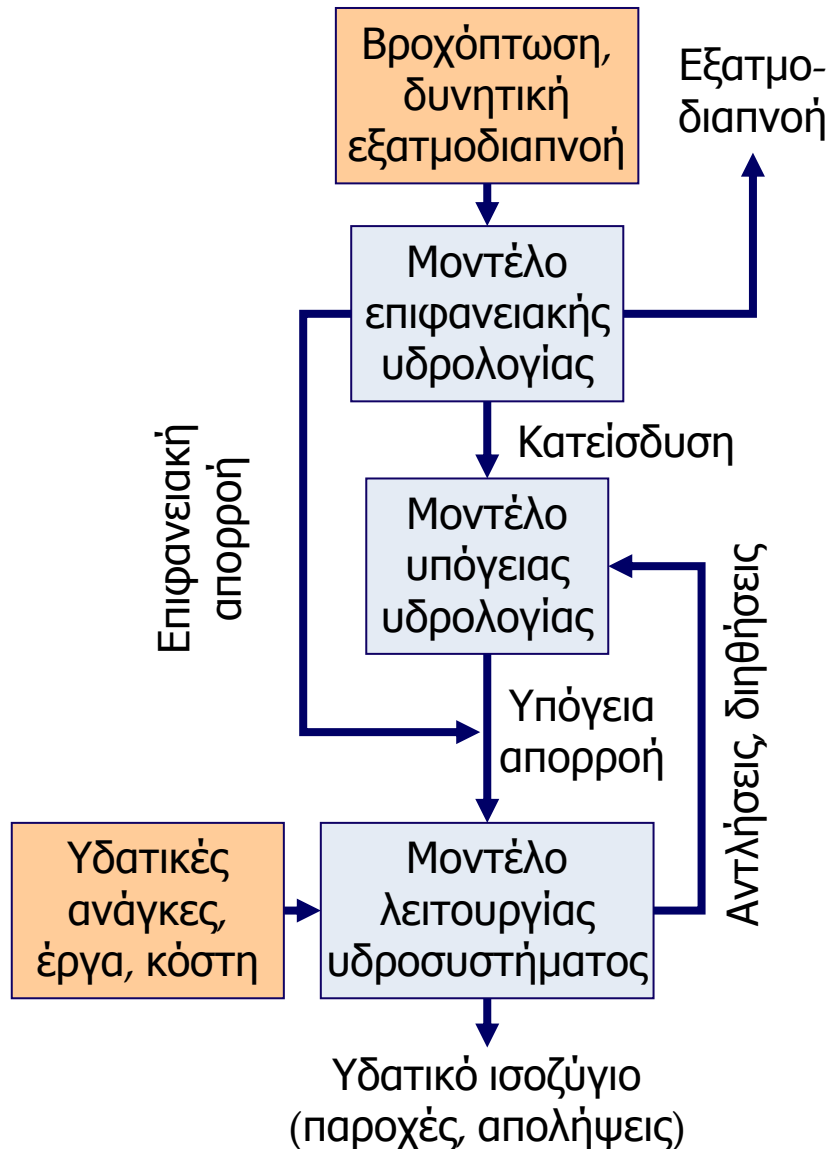 Βροχόπτωση,
δυνητική
εξατμοδιαπνοή
Εξατμο-
διαπνοή
Μοντέλο
επιφανειακής
υδρολογίας
Επιφανειακή
απορροή
Κατείσδυση
Μοντέλο
υπόγειας
υδρολογίας
Αντλήσεις, διηθήσεις
Υπόγεια
απορροή
Υδατικές
ανάγκες,
έργα, κόστη
Μοντέλο
λειτουργίας
υδροσυστήματος
Υδατικό ισοζύγιο
(παροχές, απολήψεις)